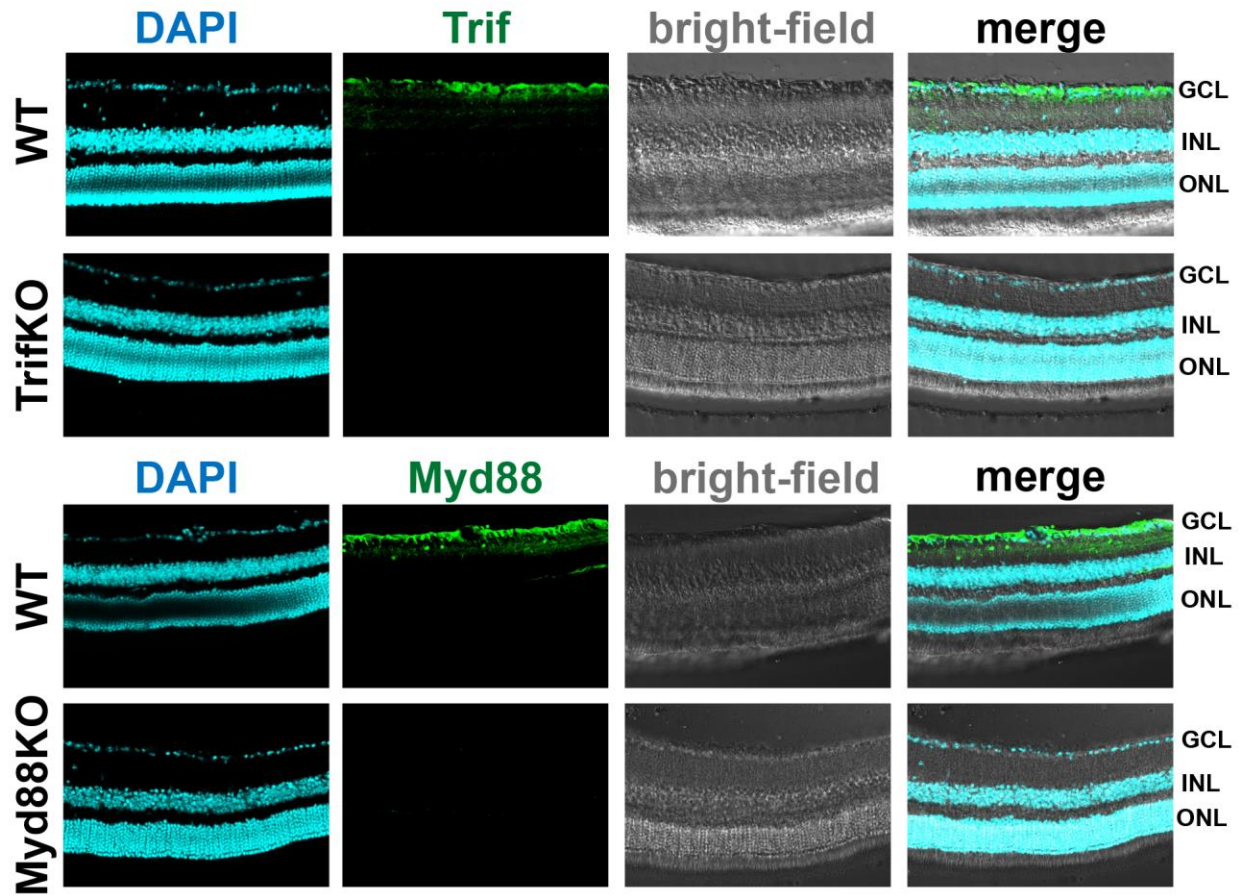 DAPI Trif bright-field merge
WT
GCL
INL
ONL
TrifKO
GCL
INL
ONL
DAPI Myd88 bright-field merge
WT
GCL
INL
ONL
Myd88KO
GCL
INL
ONL